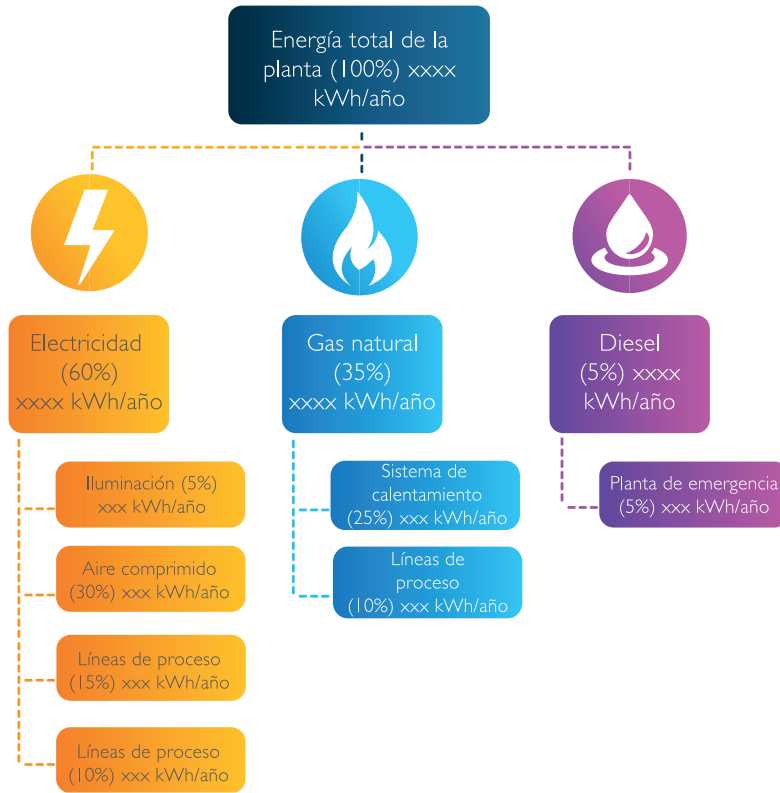 Energía total de la
planta (100%) xxxx
kWh/año
Electricidad
(60%)
xxxx kWh/año
Iluminación (5%)
xxx kWh/año
Aire comprimido
(30%) xxx kWh/año
Líneas de proceso
(15%) xxx kWh/año
Líneas de proceso
(10%) xxx kWh/año
Gas natural
(35%)
xxxx kWh/año
Sistema de
calentamiento
(25%) xxx kWh/año
Líneas de
proceso
(10%) xxx kWh/año
Diesel
(5%) xxxx
kWh/año
Planta de emergencia
(5%) xxx kWh/año